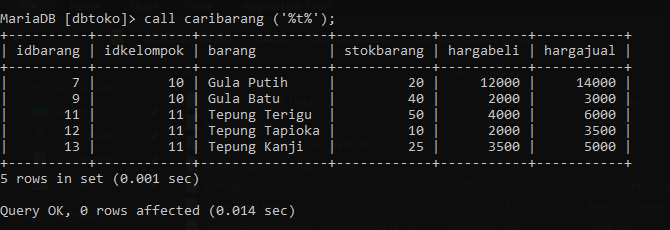 MariaDB [dbtoko]> call caribarang ('%t%');
+----------+------------+----------------+------------+-----------+-----------+
| idbarang | idkelompok | barang         | stokbarang | hargabeli | hargajual |
+----------+------------+----------------+------------+-----------+-----------+
|        7 |         10 | Gula Putih     |         20 |     12000 |     14000 |
|        9 |         10 | Gula Batu      |         40 |      2000 |      3000 |
|       11 |         11 | Tepung Terigu  |         50 |      4000 |      6000 |
|       12 |         11 | Tepung Tapioka |         10 |      2000 |      3500 |
|       13 |         11 | Tepung Kanji   |         25 |      3500 |      5000 |
+----------+------------+----------------+------------+-----------+-----------+
5 rows in set (0.001 sec)
Query OK, 0 rows affected (0.014 sec)